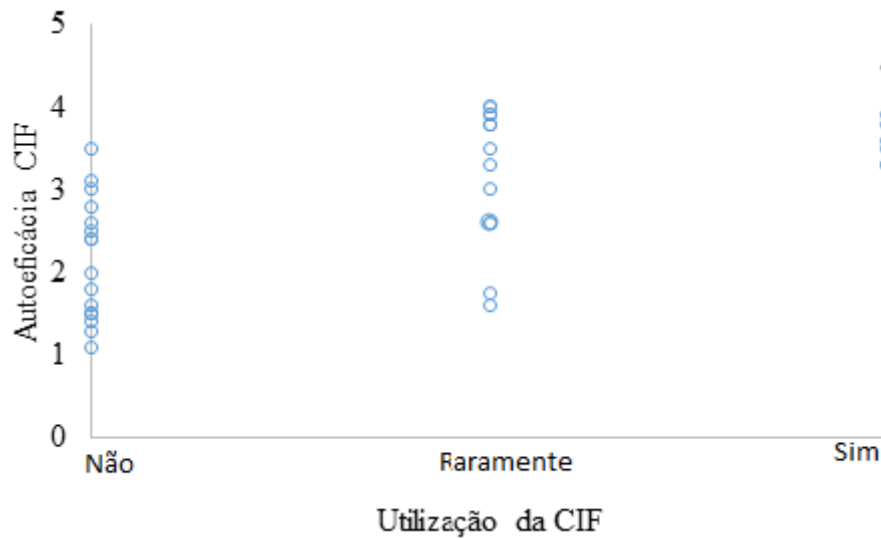 5
4
3
2
1
0
Autoeficácia CIF
Não
Raramente
Sim
Utilização da CIF